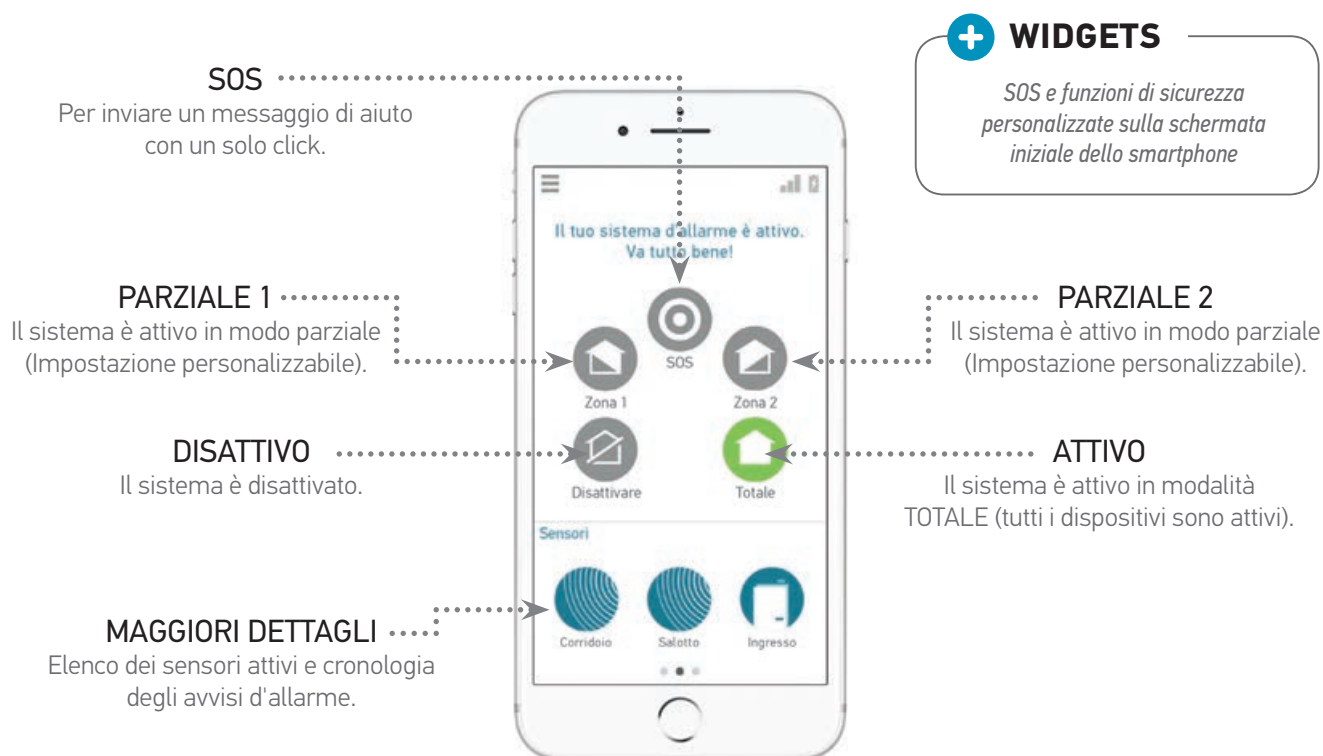 WIDGETS
SOS e funzioni di sicurezza
personalizzate sulla schermata
iniziale dello smartphone
SOS
Per inviare un messaggio di aiuto
con un solo click.
Il tuo sistema d'allarme è attivo.
Va tutto bene!
PARZIALE 1
Il sistema è attivo in modo parziale
(Impostazione personalizzabile).
PARZIALE 2
Il sistema è attivo in modo parziale
(Impostazione personalizzabile).
SOS
Zona 1
Zona 2
DISATTIVO
Il sistema è disattivato.
ATTIVO
Il sistema è attivo in modalità
TOTALE (tutti i dispositivi sono attivi).
Disattivare
Totale
Sensori
Corridoio
Salotto
Ingresso
MAGGIORI DETTAGLI
Elenco dei sensori attivi e cronologia
degli avvisi d'allarme.